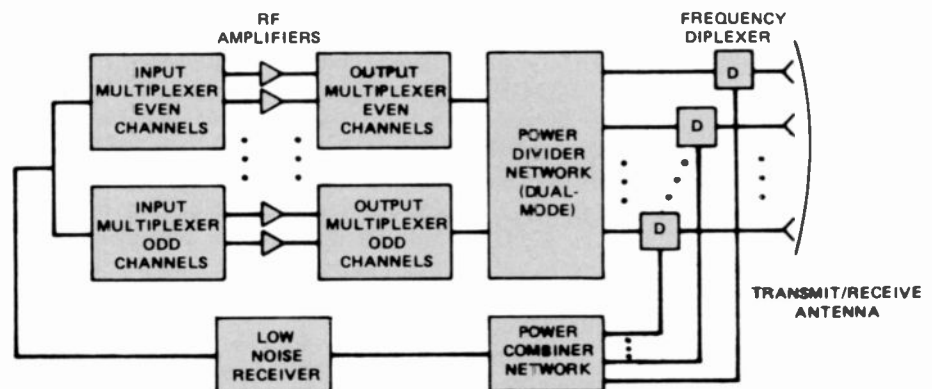 RF
AMPLIFIERS
FREQUENCY
DIPLEXER
INPUT
MULTIPLEXER
EVEN
CHANNELS
OUTPUT
MULTIPLEXER
EVEN
CHANNELS
POWER
DIVIDER
NETWORK
(DUAL-
MODE)
D
D
D
INPUT
MULTIPLEXER
ODD
CHANNELS
OUTPUT
MULTIPLEXER
ODD
CHANNELS
TRANSMIT/RECEIVE
ANTENNA
LOW
NOISE
RECEIVER
POWER
COMBINER
NETWORK